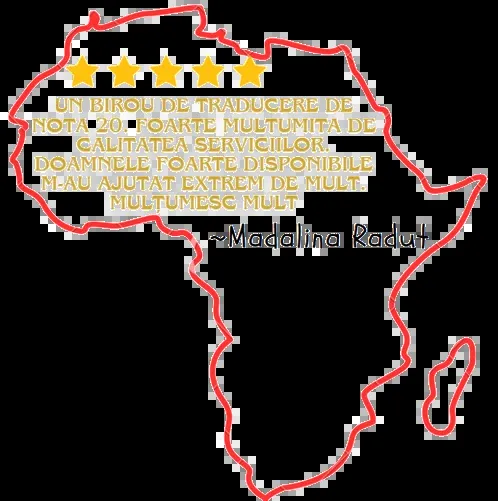 UN BIROU DE TRADUCERE DE
NOTA 20. FOARTE MULTUMITA DE
CALITATEA SERVICIILOR.
DOAMNELE FOARTE DISPONIBILE
M-AU AJUTAT EXTREM DE MULT.
MULTUMESC MULT
~Madalina Radut